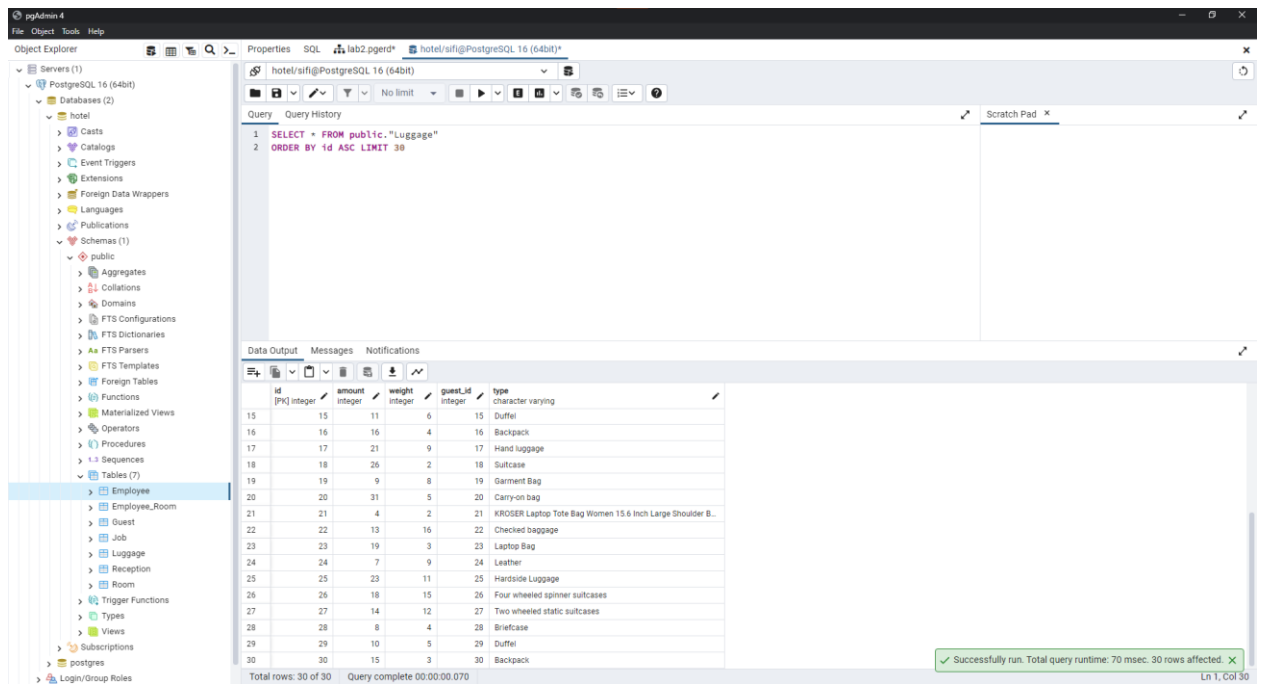 pgAdmin 4
File Object Tools Help
Object Explorer
Properties SQL lab2.pgerd* hotel/sifi@PostgreSQL 16 (64bit)*
Servers (1)
PostgreSQL 16 (64bit)
Databases (2)
hotel
Casts
Catalogs
Event Triggers
Extensions
Foreign Data Wrappers
Languages
Publications
Schemas (1)
public
Aggregates
Collations
Domains
FTS Configurations
FTS Dictionaries
FTS Parsers
FTS Templates
Foreign Tables
Functions
Materialized Views
Operators
Procedures
1..3 Sequences
Tables (7)
Employee
Employee_Room
Guest
Job
Luggage
Reception
Room
Trigger Functions
Types
Views
Subscriptions
postgres
Login/Group Roles
hotel/sifi@PostgreSQL 16 (64bit)
No limit
Query Query History
Scratch Pad
1 SELECT * FROM public."Luggage"
2 ORDER BY id ASC LIMIT 30
Data Output Messages Notifications
id amount weight guest_id type
[PK] integer integer integer integer character varying
15 15 11 6 15 Duffel
16 16 16 4 16 Backpack
17 17 21 9 17 Hand luggage
18 18 26 2 18 Suitcase
19 19 9 8 19 Garment Bag
20 20 31 5 20 Carry-on bag
21 21 4 2 21 KROSER Laptop Tote Bag Women 15.6 Inch Large Shoulder B...
22 22 13 16 22 Checked baggage
23 23 19 3 23 Laptop Bag
24 24 7 9 24 Leather
25 25 23 11 25 Hardside Luggage
26 26 18 15 26 Four wheeled spinner suitcases
27 27 14 12 27 Two wheeled static suitcases
28 28 8 4 28 Briefcase
29 29 10 5 29 Duffel
30 30 15 3 30 Backpack
Successfully run. Total query runtime: 70 msec. 30 rows affected.
Total rows: 30 of 30 Query complete 00:00:00.070
Ln 1, Col 30